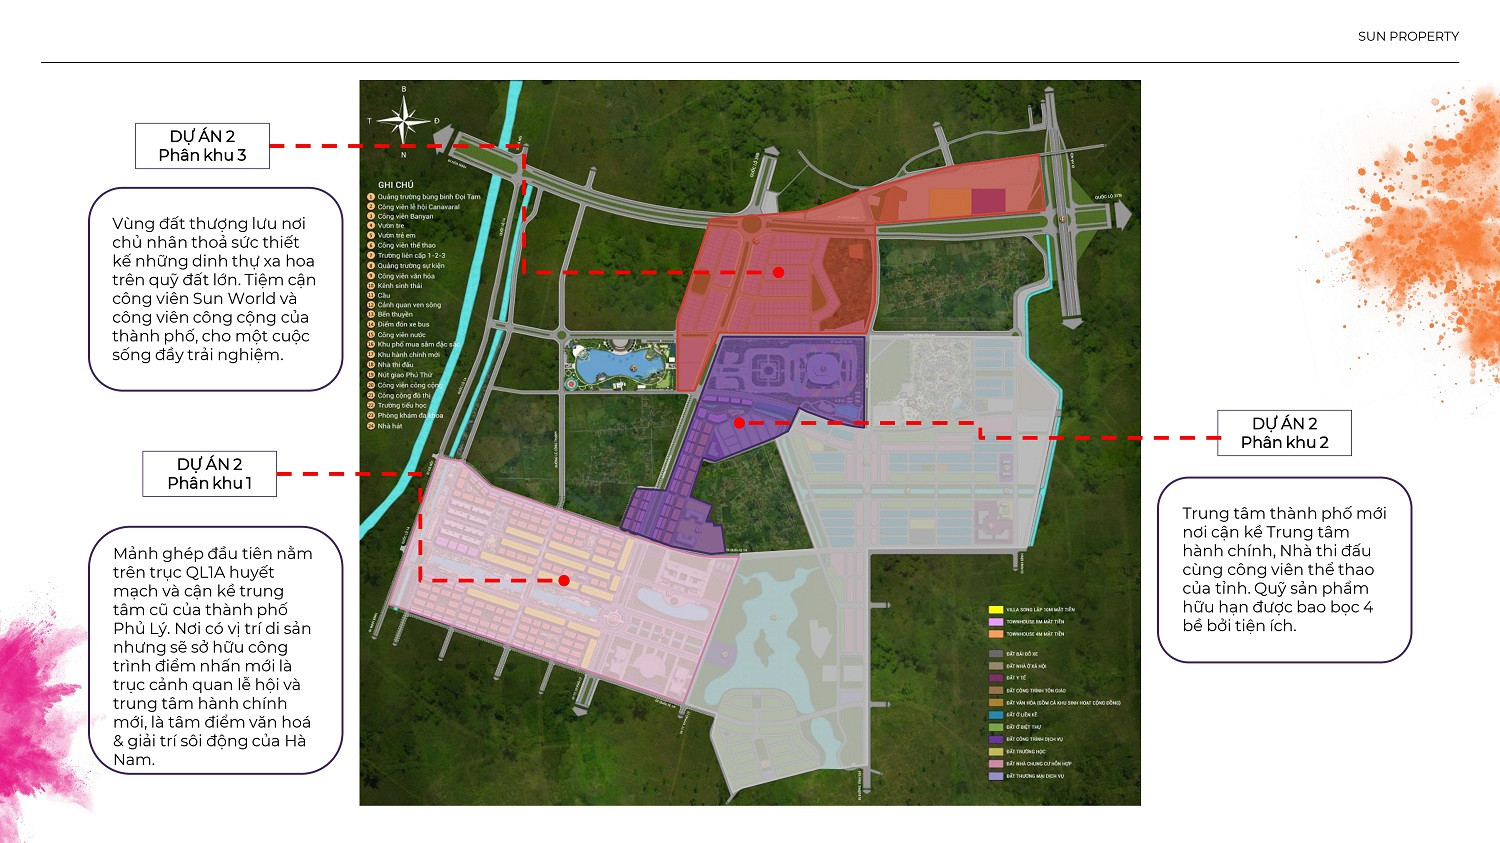 SUN PROPERTY
DỰ ÁN 2
Phân khu 3
Vùng đất thượng lưu nơi
chủ nhân thoả sức thiết
kế những dinh thự xa hoa
trên quỹ đất lớn. Tiệm cận
công viên Sun World và
công viên công cộng của
thành phố, cho một cuộc
sống đầy trải nghiệm.
DỰ ÁN 2
Phân khu 1
Mảnh ghép đầu tiên nằm
trên trục QL1A huyết
mạch và cận kề trung
tâm cũ của thành phố
Phủ Lý. Nơi có vị trí di sản
nhưng sẽ sở hữu công
trình điểm nhấn mới là
trục cảnh quan lễ hội và
trung tâm hành chính
mới, là tâm điểm văn hoá
& giải trí sôi động của Hà
Nam.
B
T
Đ
N
GHI CHÚ
1 Quảng trường bùng binh Đọi Tam
2 Công viên lễ hội Canavaral
3 Công viên Banyan
4 Vườn tre
5 Vườn trẻ em
6 Công viên thể thao
7 Trường liên cấp 1-2-3
8 Quảng trường sự kiện
9 Công viên văn hóa
10 Kênh sinh thái
11 Cầu
12 Cảnh quan ven sông
13 Bến thuyền
14 Điểm đón xe bus
15 Công viên nước
16 Khu phố mua sắm đặc sắc
17 Khu hành chính mới
18 Nhà thi đấu
19 Nút giao Phú Thứ
20 Công viên công cộng
21 Công cộng đô thị
22 Trường tiểu học
23 Phòng khám đa khoa
24 Nhà hát
QUỐC LỘ 37B
VILLA SONG LẬP 10M MẶT TIỀN
TOWNHOUSE 5M MẶT TIỀN
ĐẤT BÃI ĐỖ XE
ĐẤT NHÀ Ở XÃ HỘI
ĐẤT Y TẾ
ĐẤT CÔNG TRÌNH TÔN GIÁO
ĐẤT VĂN HÓA (GỒM CẢ KHU SINH HOẠT CỘNG ĐỒNG)
ĐẤT Ở LIỀN KỀ
ĐẤT Ở BIỆT THỰ
ĐẤT CÔNG TRÌNH DỊCH VỤ
ĐẤT TRƯỜNG HỌC
ĐẤT NHÀ CHUNG CƯ HỖN HỢP
ĐẤT THƯƠNG MẠI DỊCH VỤ
DỰ ÁN 2
Phân khu 2
Trung tâm thành phố mới
nơi cận kề Trung tâm
hành chính, Nhà thi đấu
cùng công viên thể thao
của tỉnh. Quỹ sản phẩm
hữu hạn được bao bọc 4
bề bởi tiện ích.